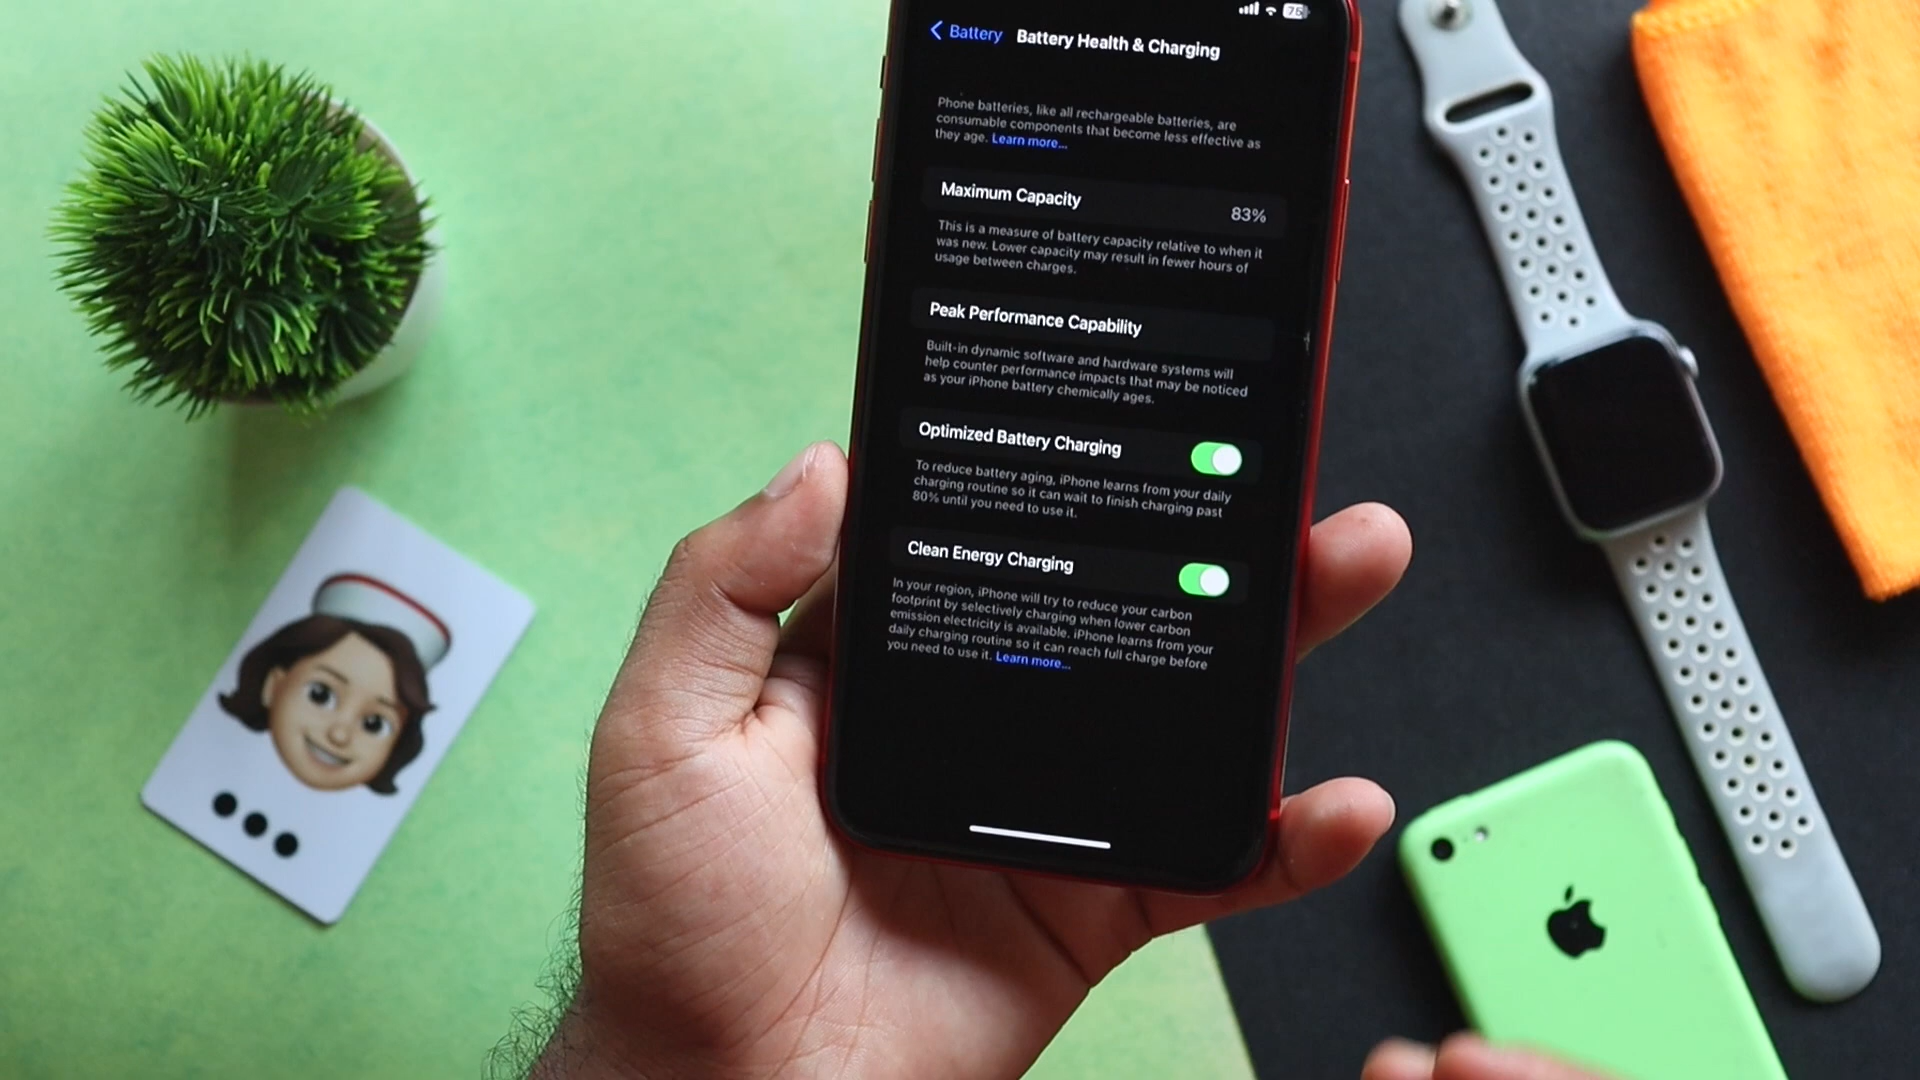 75
Battery Battery Health & Charging
Phone batteries, like all rechargeable batteries, are
consumable components that become less effective as
they age. Learn more...
Maximum Capacity 83%
This is a measure of battery capacity relative to when it
was new. Lower capacity may result in fewer hours of
usage between charges.
Peak Performance Capability
Built-in dynamic software and hardware systems will
help counter performance impacts that may be noticed
as your iPhone battery chemically ages.
Optimized Battery Charging
To reduce battery aging, iPhone learns from your daily
charging routine so it can wait to finish charging past
80% until you need to use it.
Clean Energy Charging
In your region, iPhone will try to reduce your carbon
footprint by selectively charging when lower carbon
emission electricity is available. iPhone learns from your
daily charging routine so it can reach full charge before
you need to use it. Learn more...